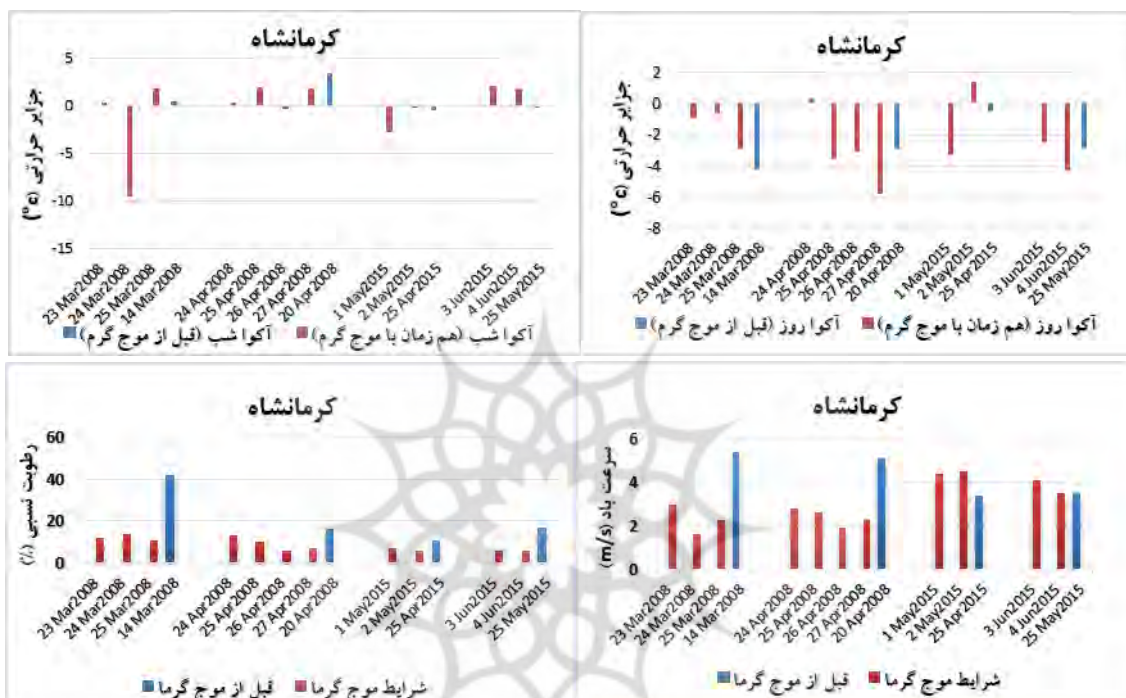 کرمانشاه
جزایر حرارتی (°c)
5
0
-5
-10
-15
23 Mar2008
24 Mar2008
25 Mar2008
14 Mar2008
24 Apr2008
25 Apr2008
26 Apr2008
27 Apr2008
20 Apr2008
1 May2015
2 May2015
25 Apr2015
3 Jun2015
4 Jun2015
25 May2015
آکوا شب (هم زمان با موج گرم) آکوا شب (قبل از موج گرم)
کرمانشاه
جزایر حرارتی (°c)
2
0
-2
-4
-6
-8
23 Mar2008
24 Mar2008
25 Mar2008
14 Mar2008
24 Apr2008
25 Apr2008
26 Apr2008
27 Apr2008
20 Apr2008
1 May2015
2 May2015
25 Apr2015
3 Jun2015
4 Jun2015
25 May2015
آکوا روز (هم زمان با موج گرم) آکوا روز (قبل از موج گرم)
کرمانشاه
رطوبت نسبی (٪)
60
40
20
0
23 Mar2008
24 Mar2008
25 Mar2008
14 Mar2008
24 Apr2008
25 Apr2008
26 Apr2008
27 Apr2008
20 Apr2008
1 May2015
2 May2015
25 Apr2015
3 Jun2015
4 Jun2015
25 May2015
شرایط موج گرما قبل از موج گرما
کرمانشاه
سرعت باد (m/s)
6
4
2
0
23 Mar2008
24 Mar2008
25 Mar2008
14 Mar2008
24 Apr2008
25 Apr2008
26 Apr2008
27 Apr2008
20 Apr2008
1 May2015
2 May2015
25 Apr2015
3 Jun2015
4 Jun2015
25 May2015
شرایط موج گرما قبل از موج گرما